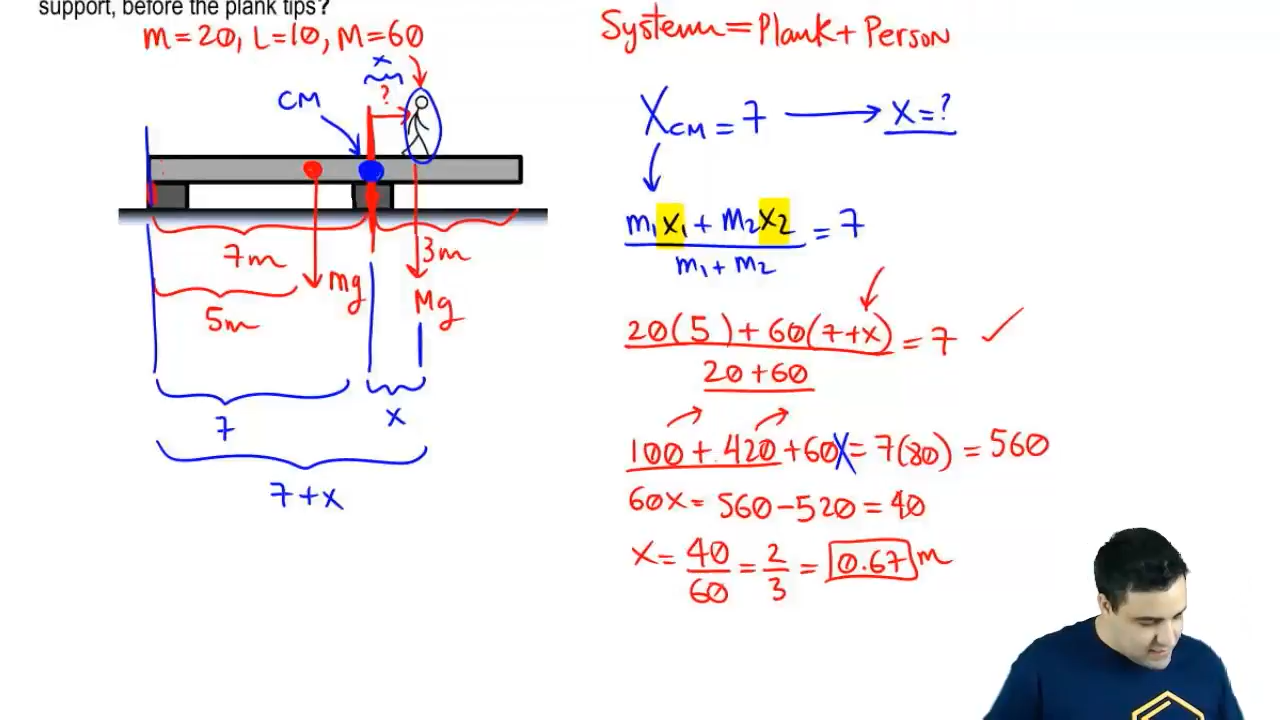 support, before the plank tips?
m=20, L=10, M=60
x
?
CM
7m
3m
mg
Mg
5m
7
x
7+x
System = Plank + Person
XCM = 7 → x=?
m1x1 + m2x2 = 7
m1 + m2
20(5) + 60(7+x) = 7 ✓
20+60
100 + 420 + 60X = 7(80) = 560
60x = 560 - 520 = 40
x = 40/60 = 2/3 = 0.67 m